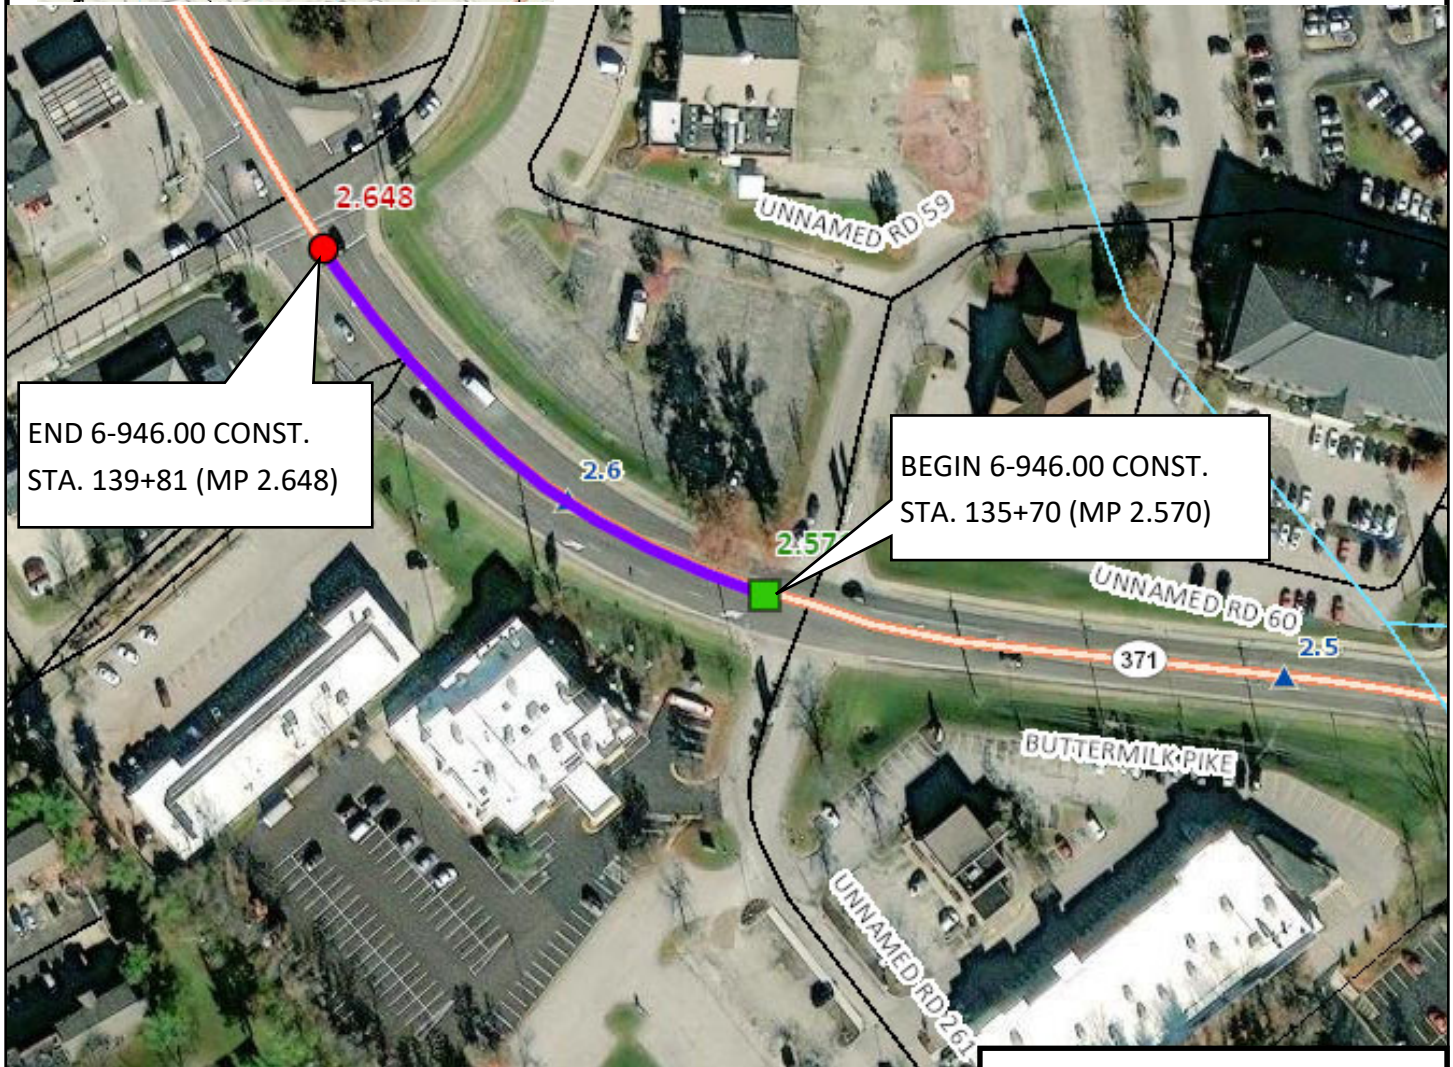 2.648
UNNAMED RD 59
END 6-946.00 CONST.
STA. 139+81 (MP 2.648)
2.6
BEGIN 6-946.00 CONST.
STA. 135+70 (MP 2.570)
2.57
UNNAMED RD 60
2.5
371
BUTTERMILK PIKE
UNNAMED RD 261